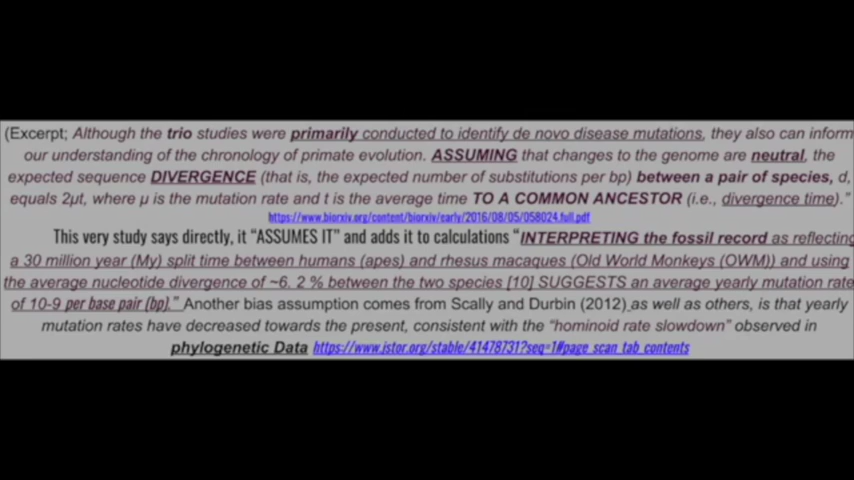 (Excerpt; Although the trio studies were primarily conducted to identify de novo disease mutations, they also can inform
our understanding of the chronology of primate evolution. ASSUMING that changes to the genome are neutral, the
expected sequence DIVERGENCE (that is, the expected number of substitutions per bp) between a pair of species, d,
equals 2μt, where μ is the mutation rate and t is the average time TO A COMMON ANCESTOR (i.e., divergence time)."
https://www.biorxiv.org/content/biorxiv/early/2016/08/05/058024.full.pdf
This very study says directly, it “ASSUMES IT” and adds it to calculations “INTERPRETING the fossil record as reflecting
a 30 million year (My) split time between humans (apes) and rhesus macaques (Old World Monkeys (OWM)) and using
the average nucleotide divergence of ~6. 2 % between the two species [10] SUGGESTS an average yearly mutation rate
of 10-9 per base pair (bp).” Another bias assumption comes from Scally and Durbin (2012) as well as others, is that yearly
mutation rates have decreased towards the present, consistent with the “hominoid rate slowdown” observed in
phylogenetic Data https://www.jstor.org/stable/41478731?seq=1#page_scan_tab_contents